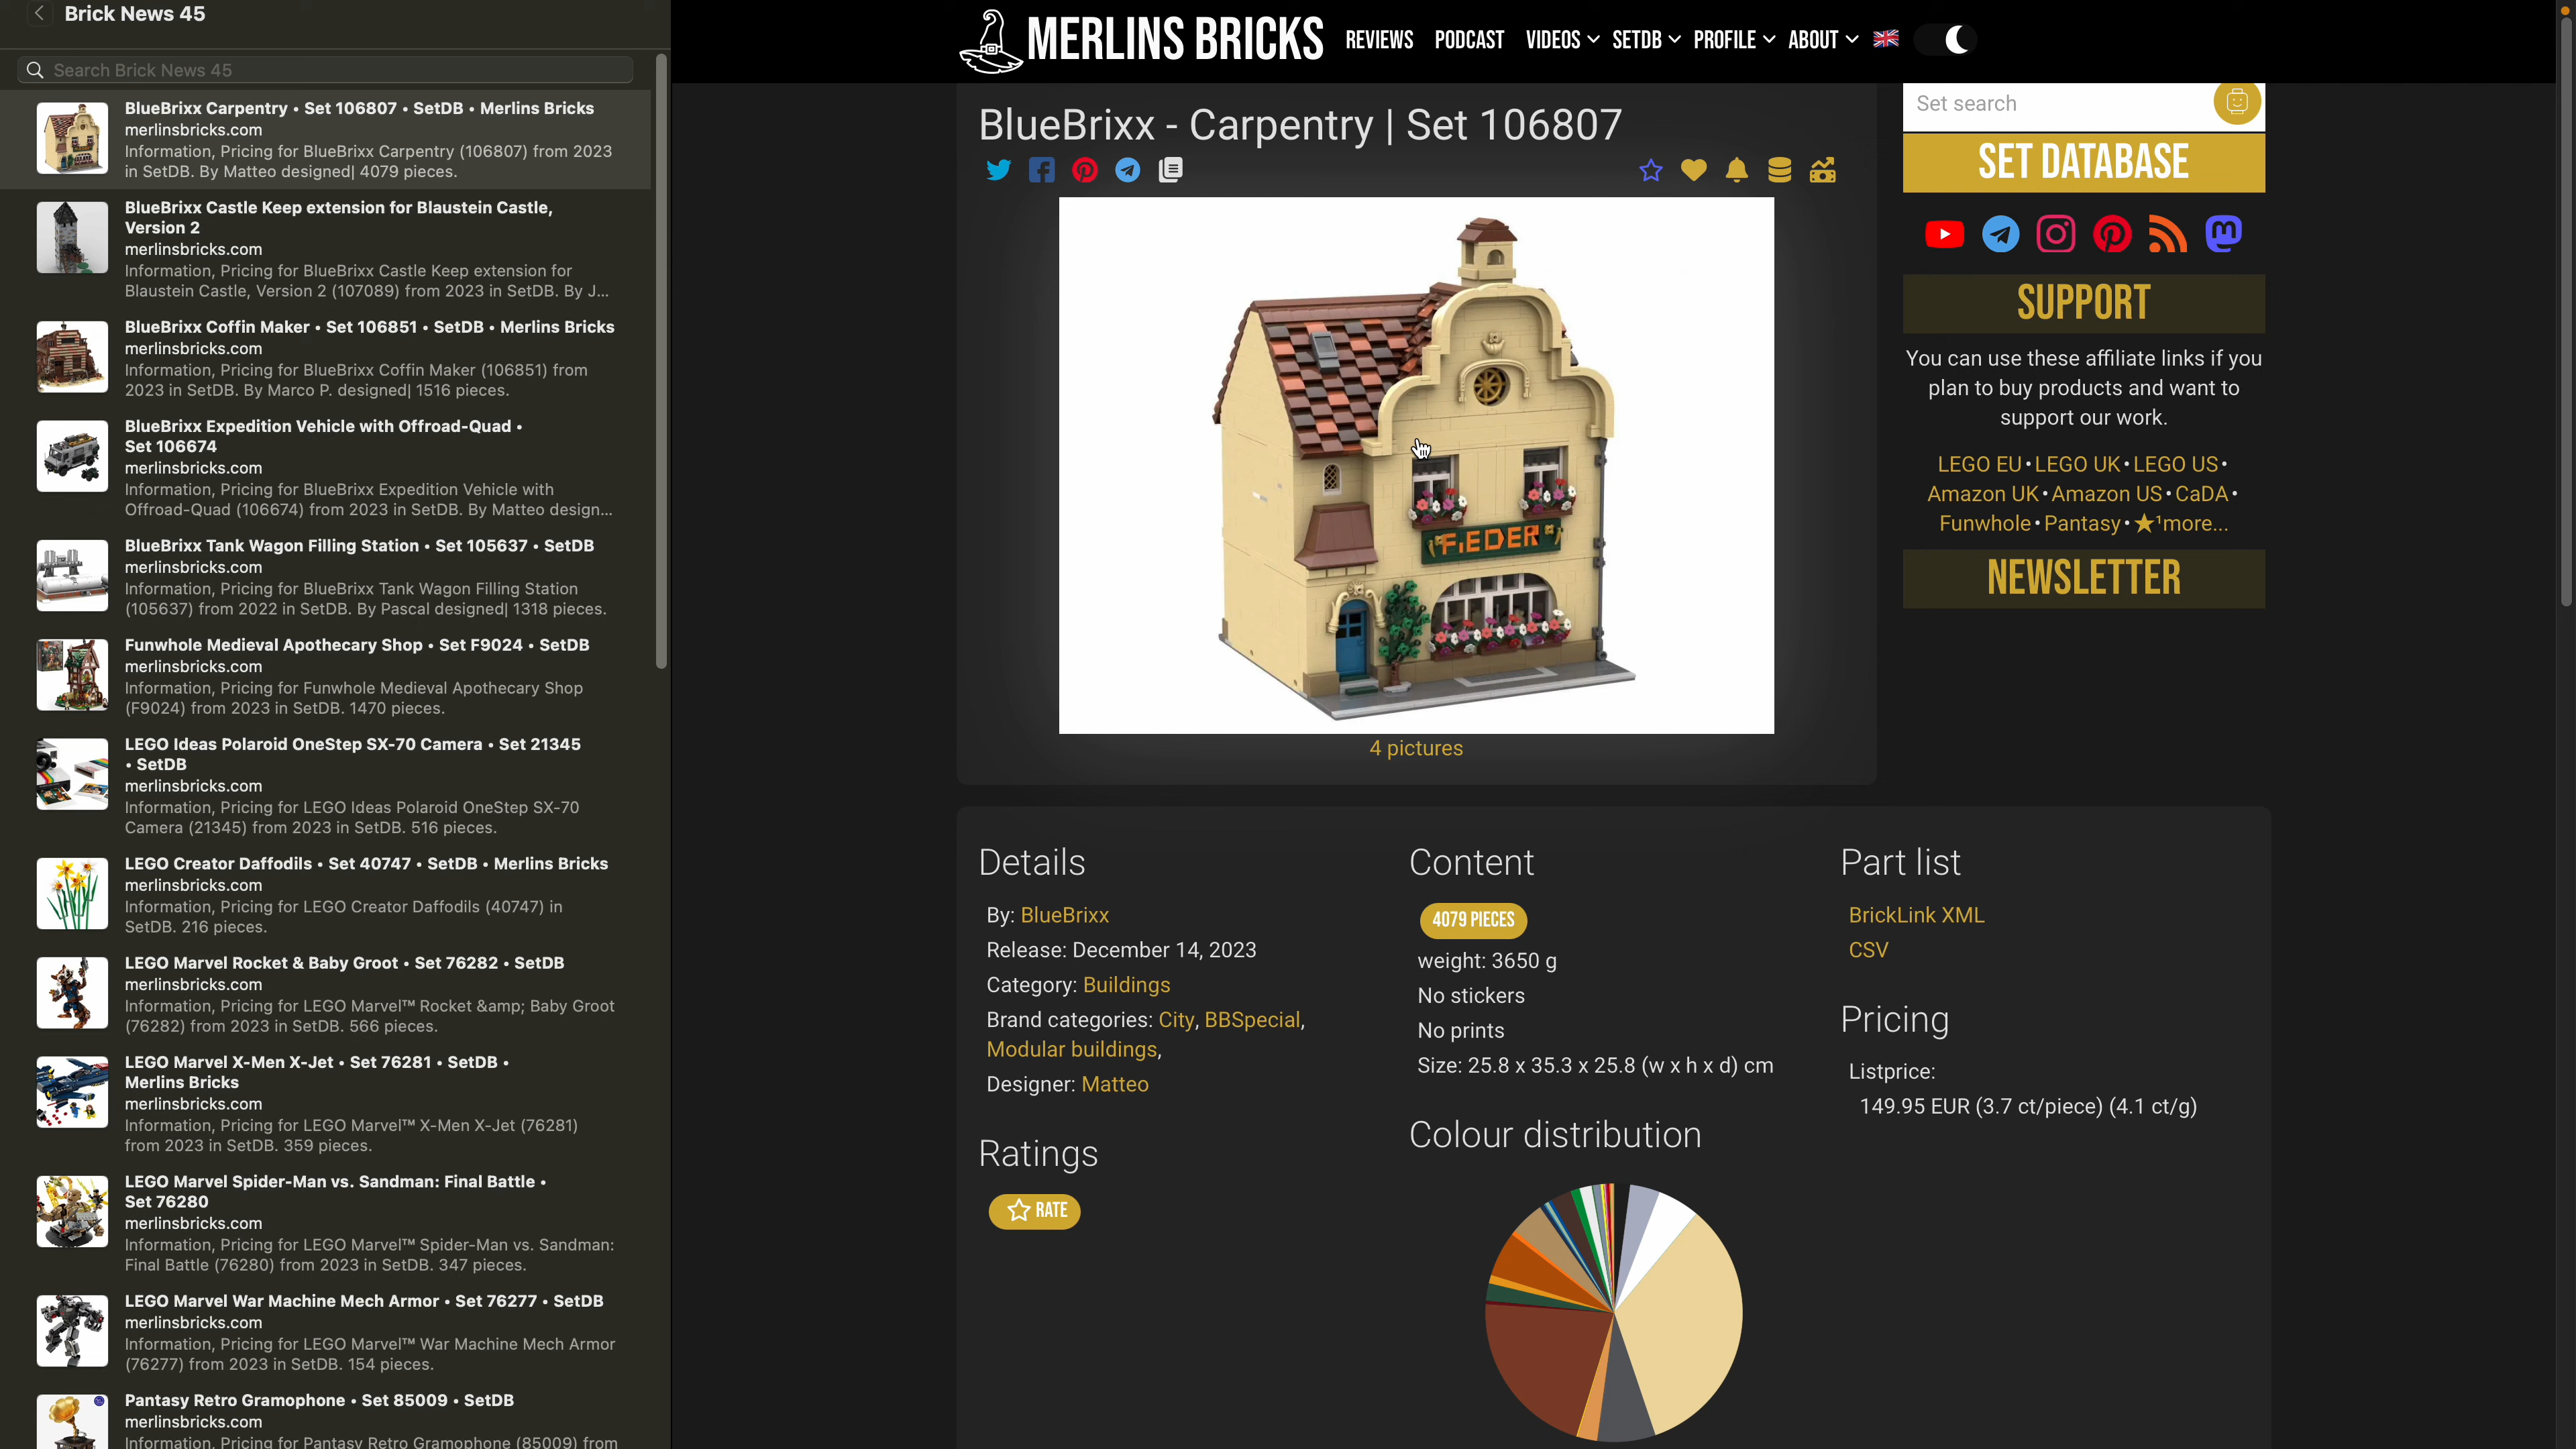 Brick News 45
Search Brick News 45
BlueBrixx Carpentry • Set 106807 • SetDB • Merlins Bricks
merlinsbricks.com
Information, Pricing for BlueBrixx Carpentry (106807) from 2023
in SetDB. By Matteo designed| 4079 pieces.
BlueBrixx Castle Keep extension for Blaustein Castle,
Version 2
merlinsbricks.com
Information, Pricing for BlueBrixx Castle Keep extension for
Blaustein Castle, Version 2 (107089) from 2023 in SetDB. By J...
BlueBrixx Coffin Maker • Set 106851 • SetDB • Merlins Bricks
merlinsbricks.com
Information, Pricing for BlueBrixx Coffin Maker (106851) from
2023 in SetDB. By Marco P. designed| 1516 pieces.
BlueBrixx Expedition Vehicle with Offroad-Quad •
Set 106674
merlinsbricks.com
Information, Pricing for BlueBrixx Expedition Vehicle with
Offroad-Quad (106674) from 2023 in SetDB. By Matteo design...
BlueBrixx Tank Wagon Filling Station • Set 105637 • SetDB
merlinsbricks.com
Information, Pricing for BlueBrixx Tank Wagon Filling Station
(105637) from 2022 in SetDB. By Pascal designed| 1318 pieces.
Funwhole Medieval Apothecary Shop • Set F9024 • SetDB
merlinsbricks.com
Information, Pricing for Funwhole Medieval Apothecary Shop
(F9024) from 2023 in SetDB. 1470 pieces.
LEGO Ideas Polaroid OneStep SX-70 Camera • Set 21345
• SetDB
merlinsbricks.com
Information, Pricing for LEGO Ideas Polaroid OneStep SX-70
Camera (21345) from 2023 in SetDB. 516 pieces.
LEGO Creator Daffodils • Set 40747 • SetDB • Merlins Bricks
merlinsbricks.com
Information, Pricing for LEGO Creator Daffodils (40747) in
SetDB. 216 pieces.
LEGO Marvel Rocket & Baby Groot • Set 76282 • SetDB
merlinsbricks.com
Information, Pricing for LEGO Marvel™ Rocket &amp; Baby Groot
(76282) from 2023 in SetDB. 566 pieces.
LEGO Marvel X-Men X-Jet • Set 76281 • SetDB •
Merlins Bricks
merlinsbricks.com
Information, Pricing for LEGO Marvel™ X-Men X-Jet (76281)
from 2023 in SetDB. 359 pieces.
LEGO Marvel Spider-Man vs. Sandman: Final Battle •
Set 76280
merlinsbricks.com
Information, Pricing for LEGO Marvel™ Spider-Man vs. Sandman:
Final Battle (76280) from 2023 in SetDB. 347 pieces.
LEGO Marvel War Machine Mech Armor • Set 76277 • SetDB
merlinsbricks.com
Information, Pricing for LEGO Marvel™ War Machine Mech Armor
(76277) from 2023 in SetDB. 154 pieces.
Pantasy Retro Gramophone • Set 85009 • SetDB
merlinsbricks.com
Information, Pricing for Pantasy Retro Gramophone (85009) from
MERLINS BRICKS REVIEWS PODCAST VIDEOS SETDB PROFILE ABOUT
BlueBrixx - Carpentry | Set 106807
FiEDER
4 pictures
Set search
SET DATABASE
SUPPORT
You can use these affiliate links if you
plan to buy products and want to
support our work.
LEGO EU • LEGO UK • LEGO US •
Amazon UK • Amazon US • CaDA •
Funwhole • Pantasy • ★¹more...
NEWSLETTER
Details
By: BlueBrixx
Release: December 14, 2023
Category: Buildings
Brand categories: City, BBSpecial,
Modular buildings,
Designer: Matteo
Ratings
RATE
Content
4079 PIECES
weight: 3650 g
No stickers
No prints
Size: 25.8 x 35.3 x 25.8 (w x h x d) cm
Colour distribution
Part list
BrickLink XML
CSV
Pricing
Listprice:
149.95 EUR (3.7 ct/piece) (4.1 ct/g)